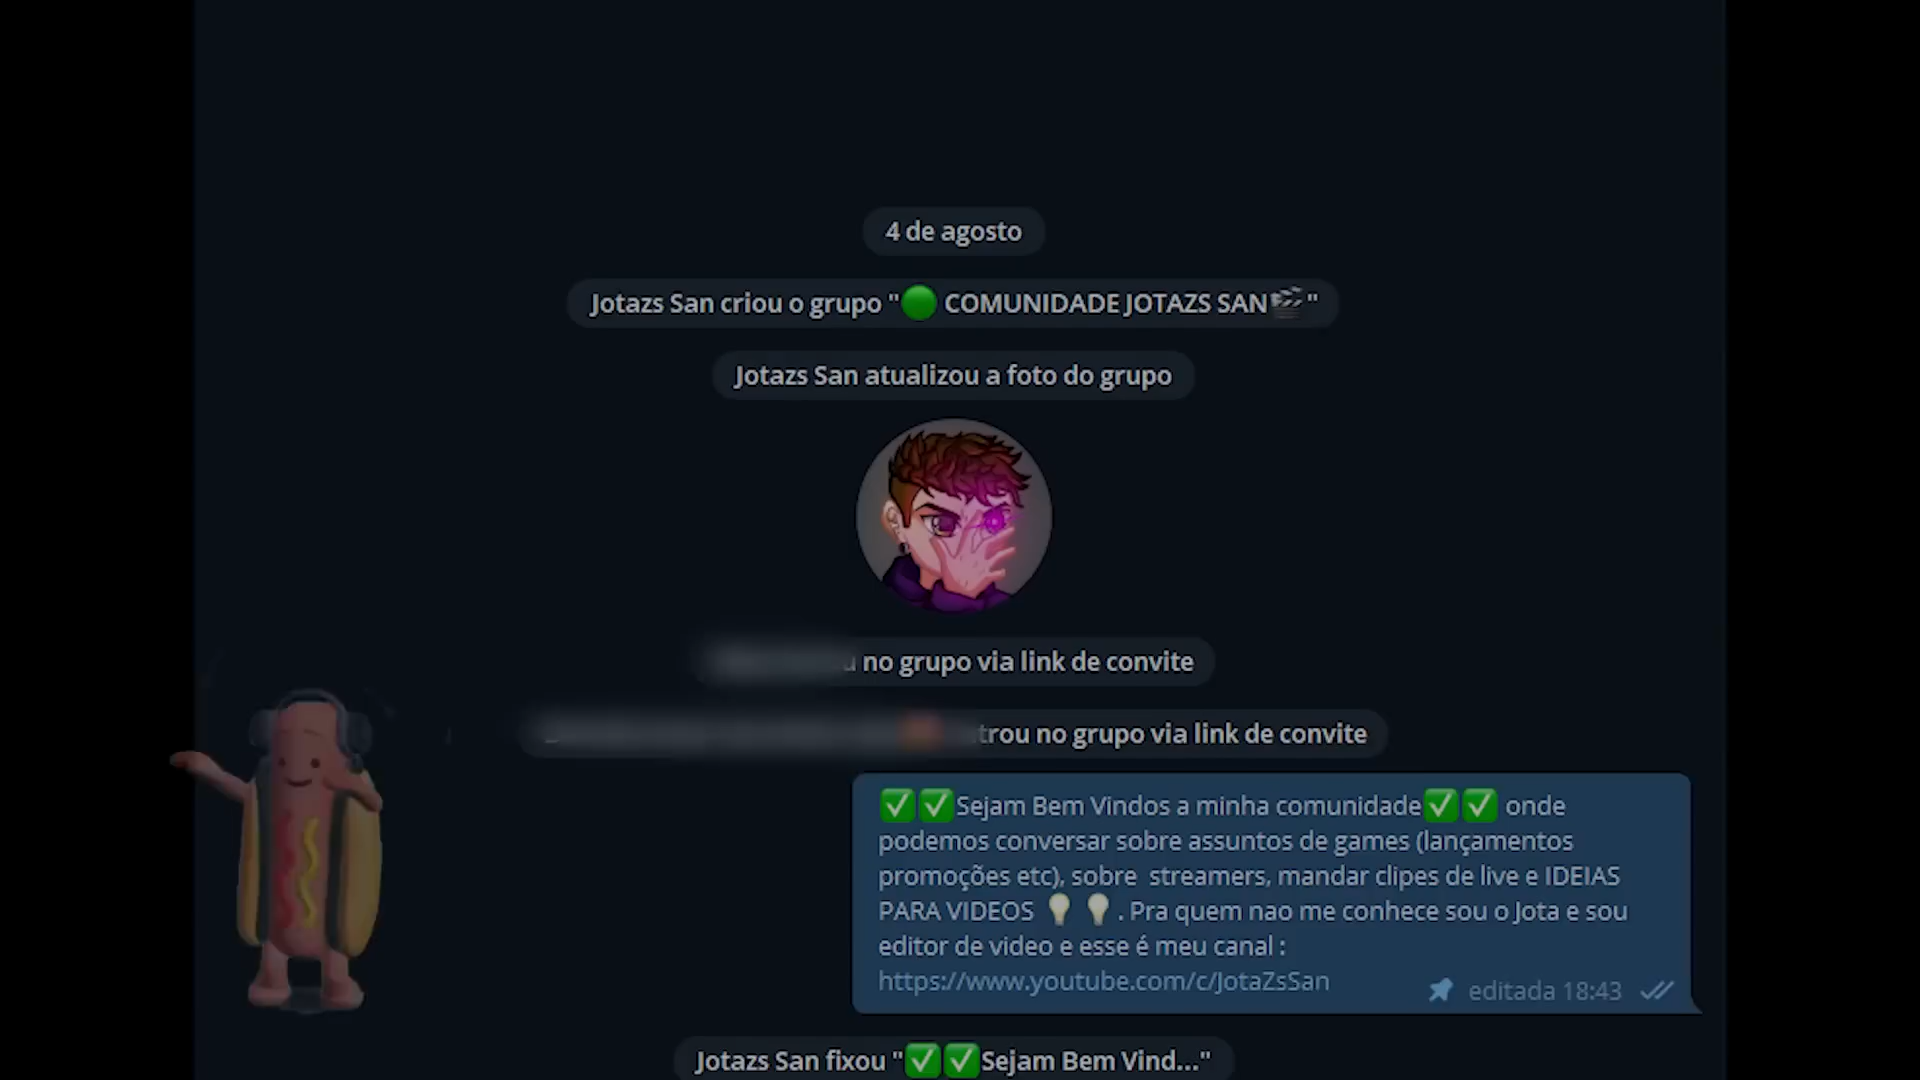 4 de agosto
Jotazs San criou o grupo "🟢 COMUNIDADE JOTAZS SAN🎬"
Jotazs San atualizou a foto do grupo
no grupo via link de convite
no grupo via link de convite
✅✅Sejam Bem Vindos a minha comunidade✅✅ onde
podemos conversar sobre assuntos de games (lançamentos
promoções etc), sobre streamers, mandar clipes de live e IDEIAS
PARA VIDEOS 💡 💡 . Pra quem nao me conhece sou o Jota e sou
editor de video e esse é meu canal :
https://www.youtube.com/c/JotaZsSan
editada 18:43
Jotazs San fixou "✅✅Sejam Bem Vind..."